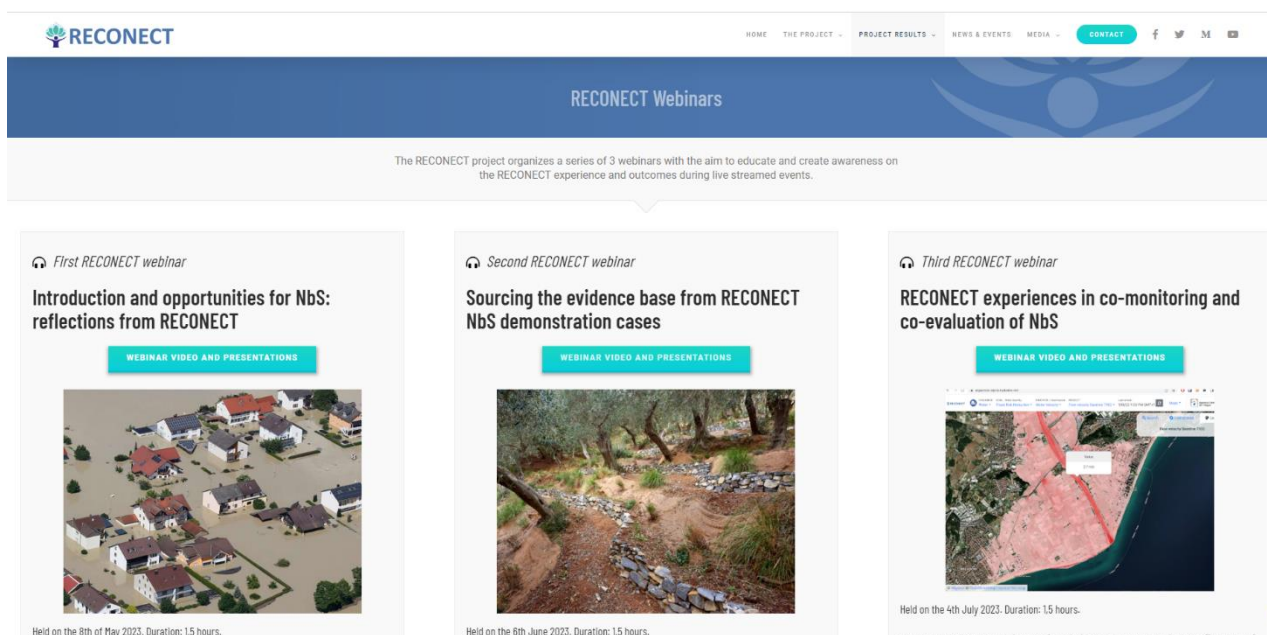 RECONECT
HOME THE PROJECT PROJECT RESULTS NEWS & EVENTS MEDIA CONTACT
RECONECT Webinars
The RECONECT project organizes a series of 3 webinars with the aim to educate and create awareness on
the RECONECT experience and outcomes during live streamed events.
First RECONECT webinar
Introduction and opportunities for NbS:
reflections from RECONECT
WEBINAR VIDEO AND PRESENTATIONS
Held on the 8th of May 2023. Duration: 1.5 hours.
Second RECONECT webinar
Sourcing the evidence base from RECONECT
NbS demonstration cases
WEBINAR VIDEO AND PRESENTATIONS
Held on the 6th June 2023. Duration: 1.5 hours.
Third RECONECT webinar
RECONECT experiences in co-monitoring and
co-evaluation of NbS
WEBINAR VIDEO AND PRESENTATIONS
Held on the 4th July 2023. Duration: 1.5 hours.